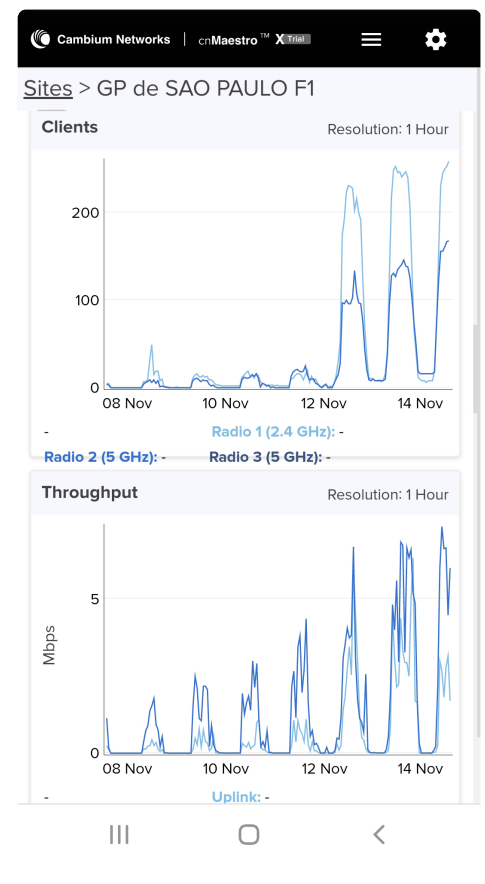 Cambium Networks | cnMaestro™ X Trial
Sites > GP de SAO PAULO F1
Clients Resolution: 1 Hour
200
100
0
08 Nov 10 Nov 12 Nov 14 Nov
- Radio 1 (2.4 GHz): -
Radio 2 (5 GHz): - Radio 3 (5 GHz): -
Throughput Resolution: 1 Hour
Mbps
5
0
08 Nov 10 Nov 12 Nov 14 Nov
- Uplink: -